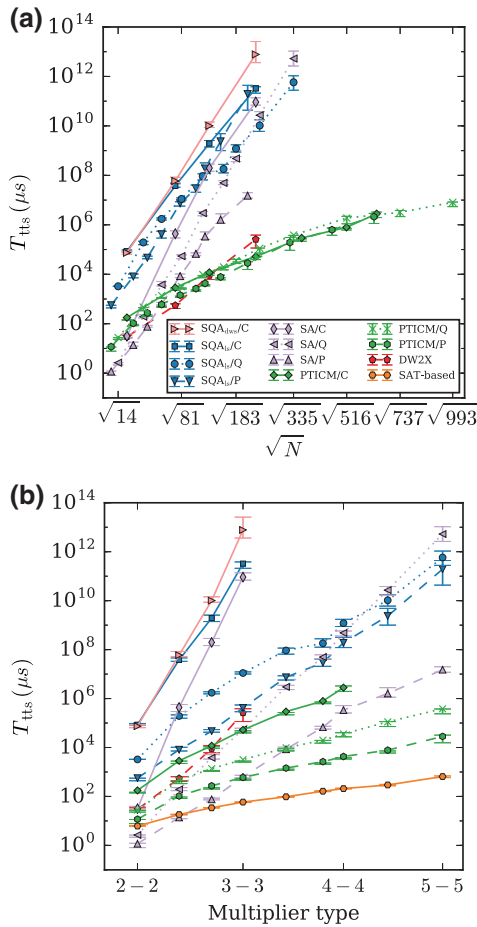 (a)
10^14
10^12
10^10
10^8
10^6
10^4
10^2
10^0
T_tts (μs)
SQA_dws/C
SQA_ls/C
SQA_ls/Q
SQA_ls/P
SA/C
SA/Q
SA/P
PTICM/C
PTICM/Q
PTICM/P
DW2X
SAT-based
√14 √81 √183 √335 √516 √737 √993
√N
(b)
10^14
10^12
10^10
10^8
10^6
10^4
10^2
10^0
T_tts (μs)
2−2 3−3 4−4 5−5
Multiplier type